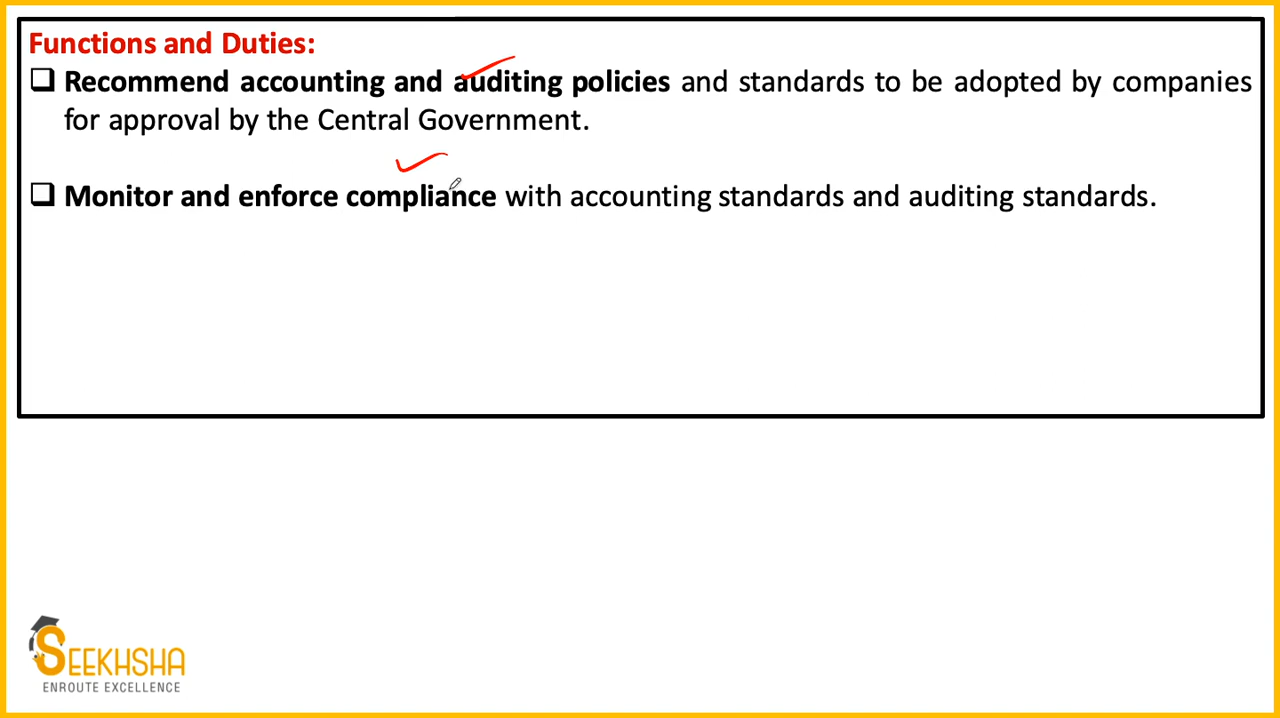 Functions and Duties:
❑ Recommend accounting and auditing policies and standards to be adopted by companies
for approval by the Central Government.
❑ Monitor and enforce compliance with accounting standards and auditing standards.
SEEKHSHA
ENROUTE EXCELLENCE